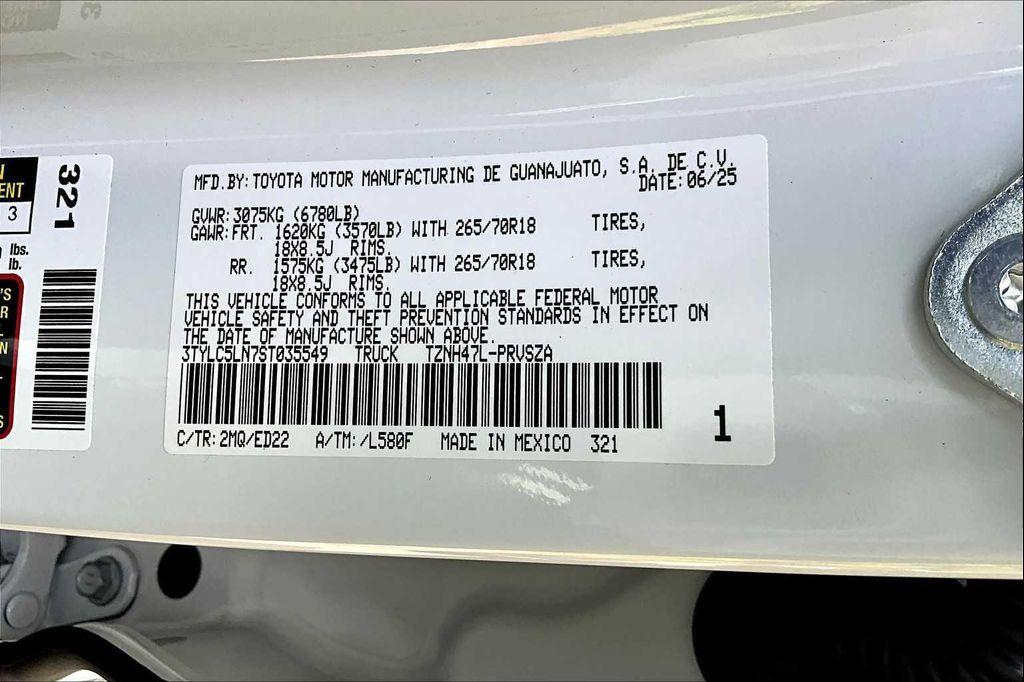 321
N
ENT
3
lbs.
lb.
'S
R
L
N
S
MFD.BY:TOYOTA MOTOR MANUFACTURING DE GUANAJUATO, S.A. DE C.V.
DATE:06/25
GVWR:3075KG (6780LB)
GAWR:FRT. 1620KG (3570LB) WITH 265/70R18 TIRES,
18X8.5J RIMS.
RR. 1575KG (3475LB) WITH 265/70R18 TIRES,
18X8.5J RIMS.
THIS VEHICLE CONFORMS TO ALL APPLICABLE FEDERAL MOTOR
VEHICLE SAFETY AND THEFT PREVENTION STANDARDS IN EFFECT ON
THE DATE OF MANUFACTURE SHOWN ABOVE.
3TYLC5LN7ST035549 TRUCK TZNH47L-PRVSZA
C/TR:2MQ/ED22 A/TM:/L580F MADE IN MEXICO 321
1